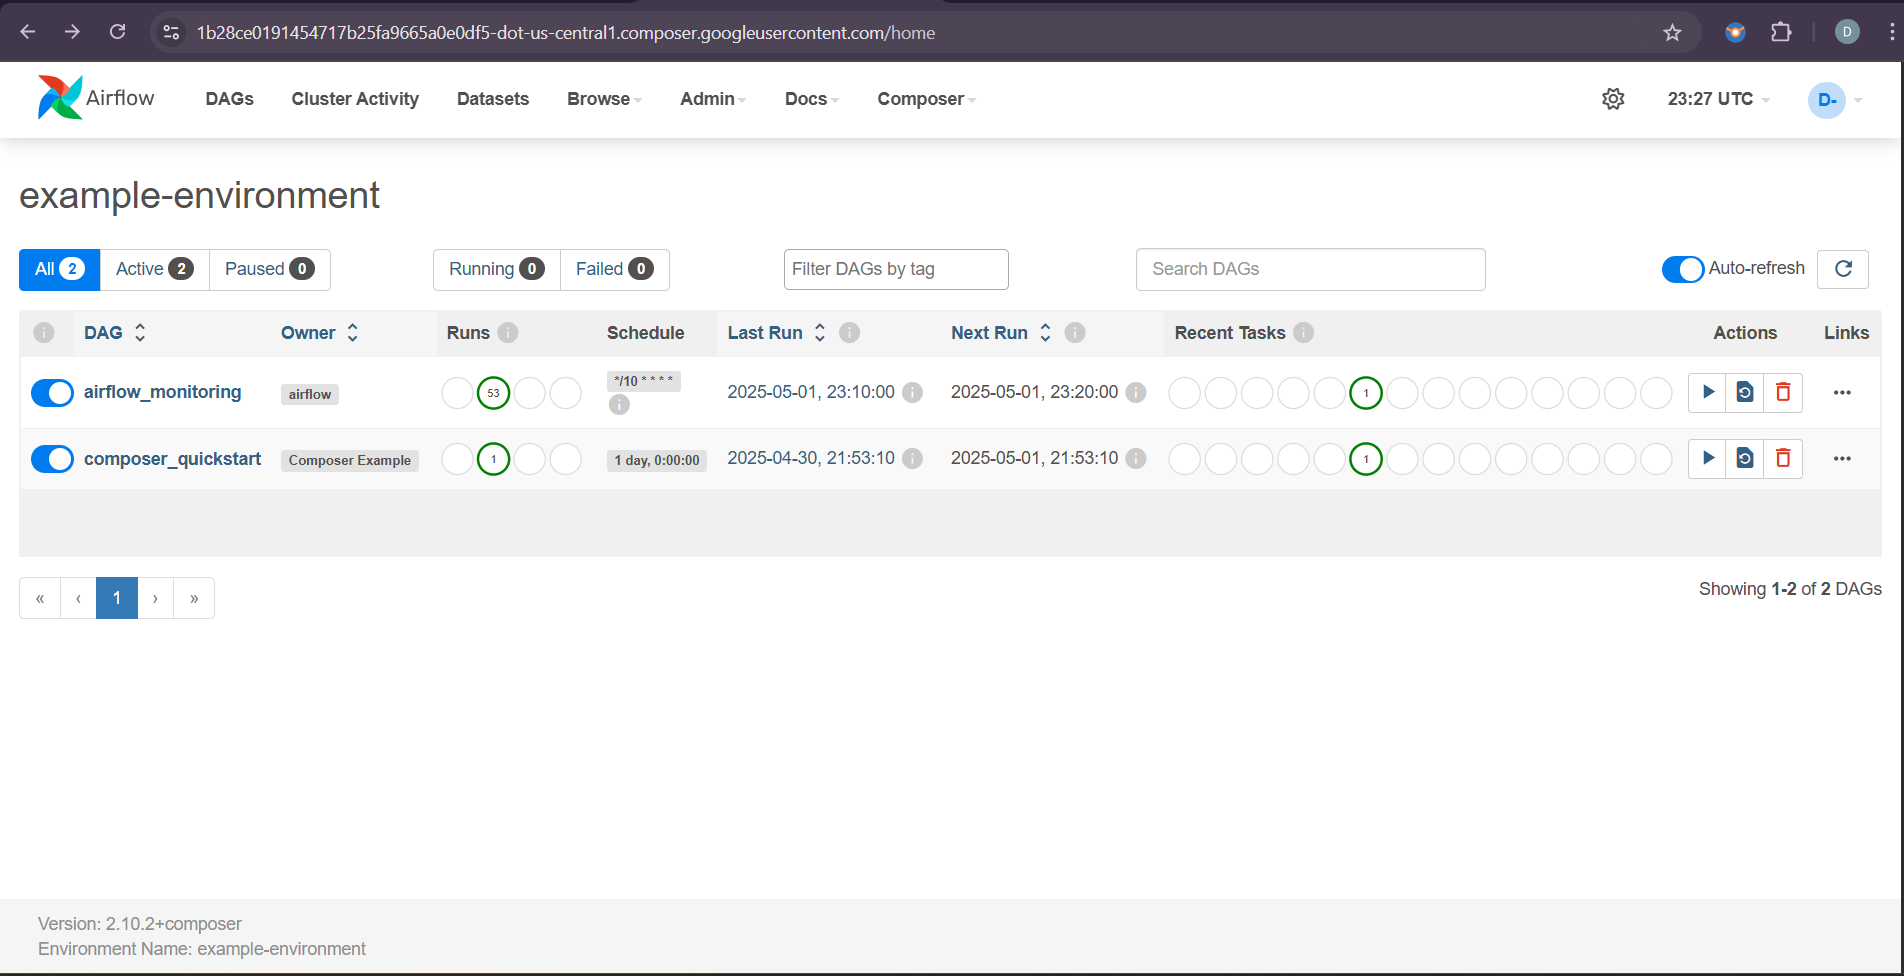 1b28ce0191454717b25fa9665a0e0df5-dot-us-central1.composer.googleusercontent.com/home
D
Airflow DAGs Cluster Activity Datasets Browse Admin Docs Composer 23:27 UTC D-
example-environment
All 2 Active 2 Paused 0 Running 0 Failed 0 Filter DAGs by tag Search DAGs Auto-refresh
DAG Owner Runs Schedule Last Run Next Run Recent Tasks Actions Links
airflow_monitoring airflow 53 */10 * * * * 2025-05-01, 23:10:00 2025-05-01, 23:20:00 1
composer_quickstart Composer Example 1 1 day, 0:00:00 2025-04-30, 21:53:10 2025-05-01, 21:53:10 1
« ‹ 1 › »
Showing 1-2 of 2 DAGs
Version: 2.10.2+composer
Environment Name: example-environment